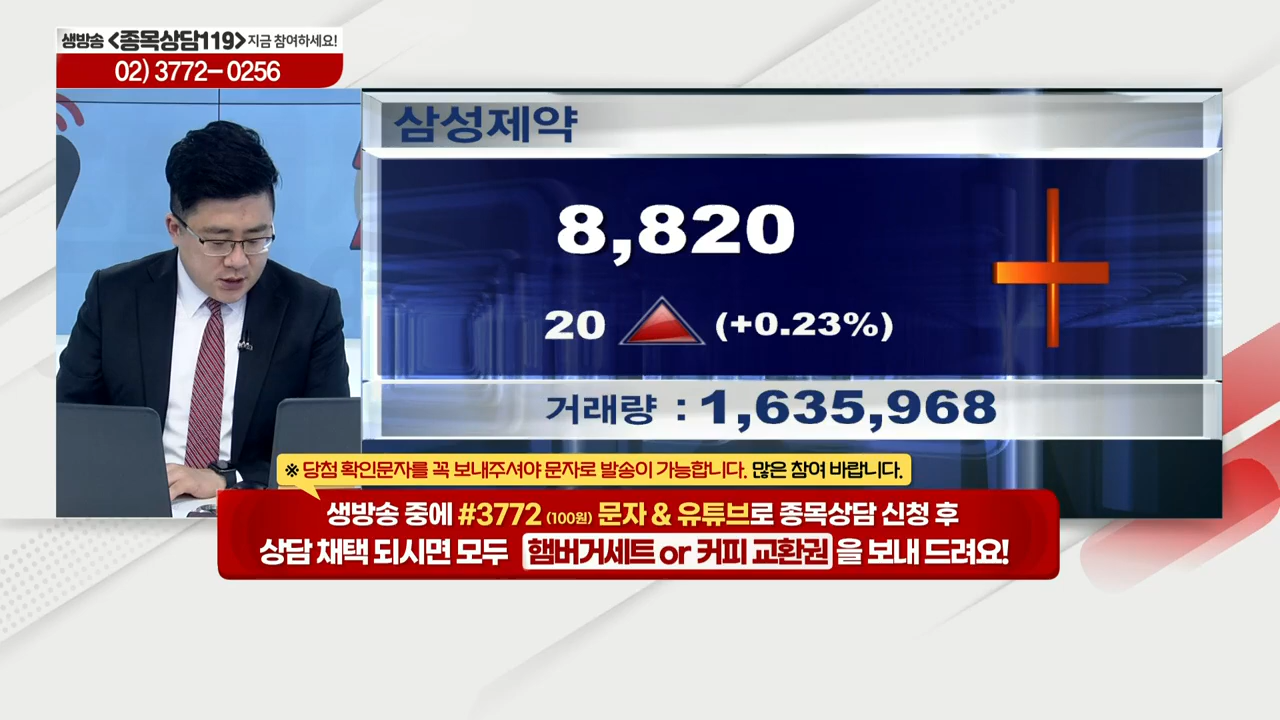 생방송 <종목상담119> 지금 참여하세요!
02) 3772-0256
삼성제약
8,820
20 ▲ (+0.23%)
거래량 : 1,635,968
※ 당첨 확인문자를 꼭 보내주셔야 문자로 발송이 가능합니다. 많은 참여 바랍니다.
생방송 중에 #3772 (100원) 문자 & 유튜브로 종목상담 신청 후
상담 채택 되시면 모두 햄버거세트 or 커피 교환권 을 보내 드려요!